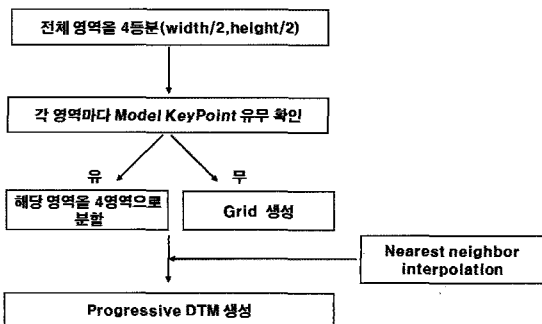 전체 영역을 4등분(width/2,height/2)
각 영역마다 Model KeyPoint 유무 확인
유
무
해당 영역을 4영역으로
분할
Grid 생성
Nearest neighbor
interpolation
Progressive DTM 생성